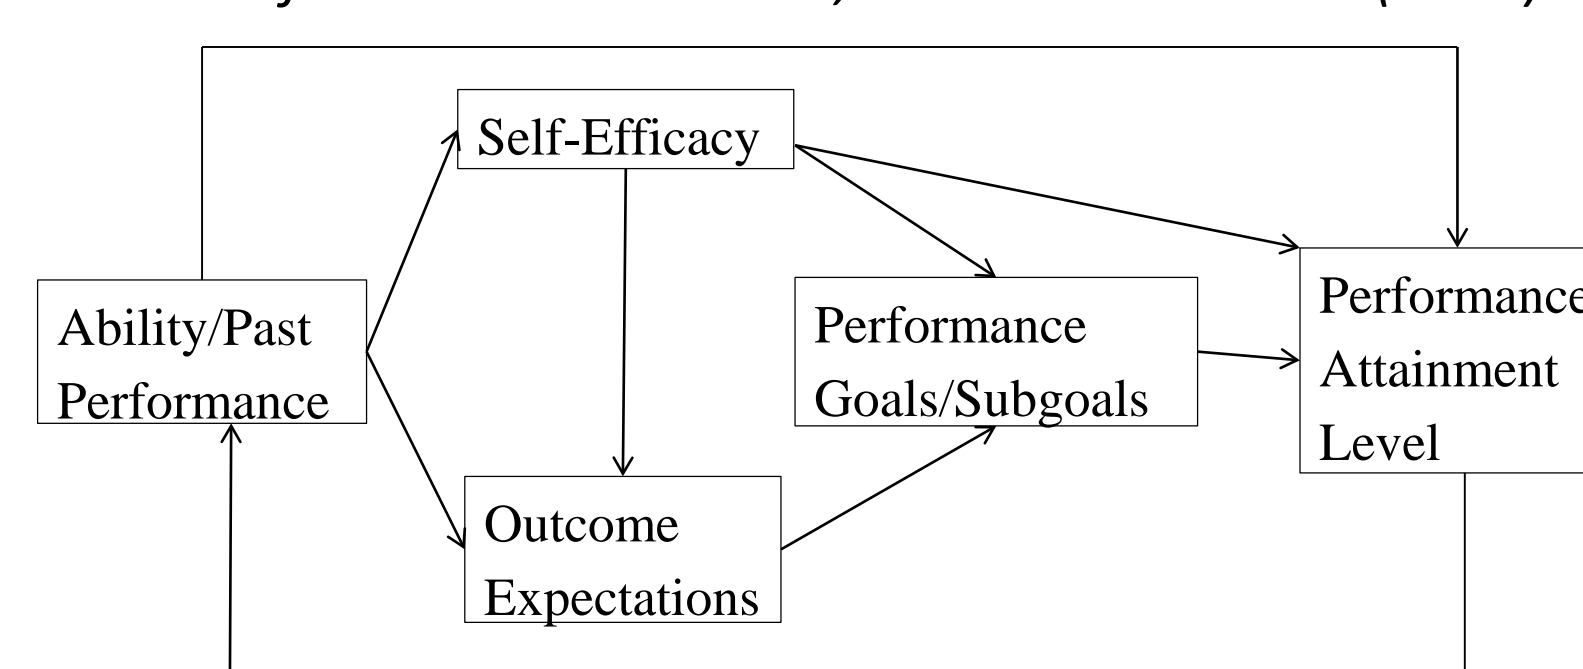 Self-Efficacy
Ability/Past
Performance
Performance
Goals/Subgoals
Performance
Attainment
Level
Outcome
Expectations